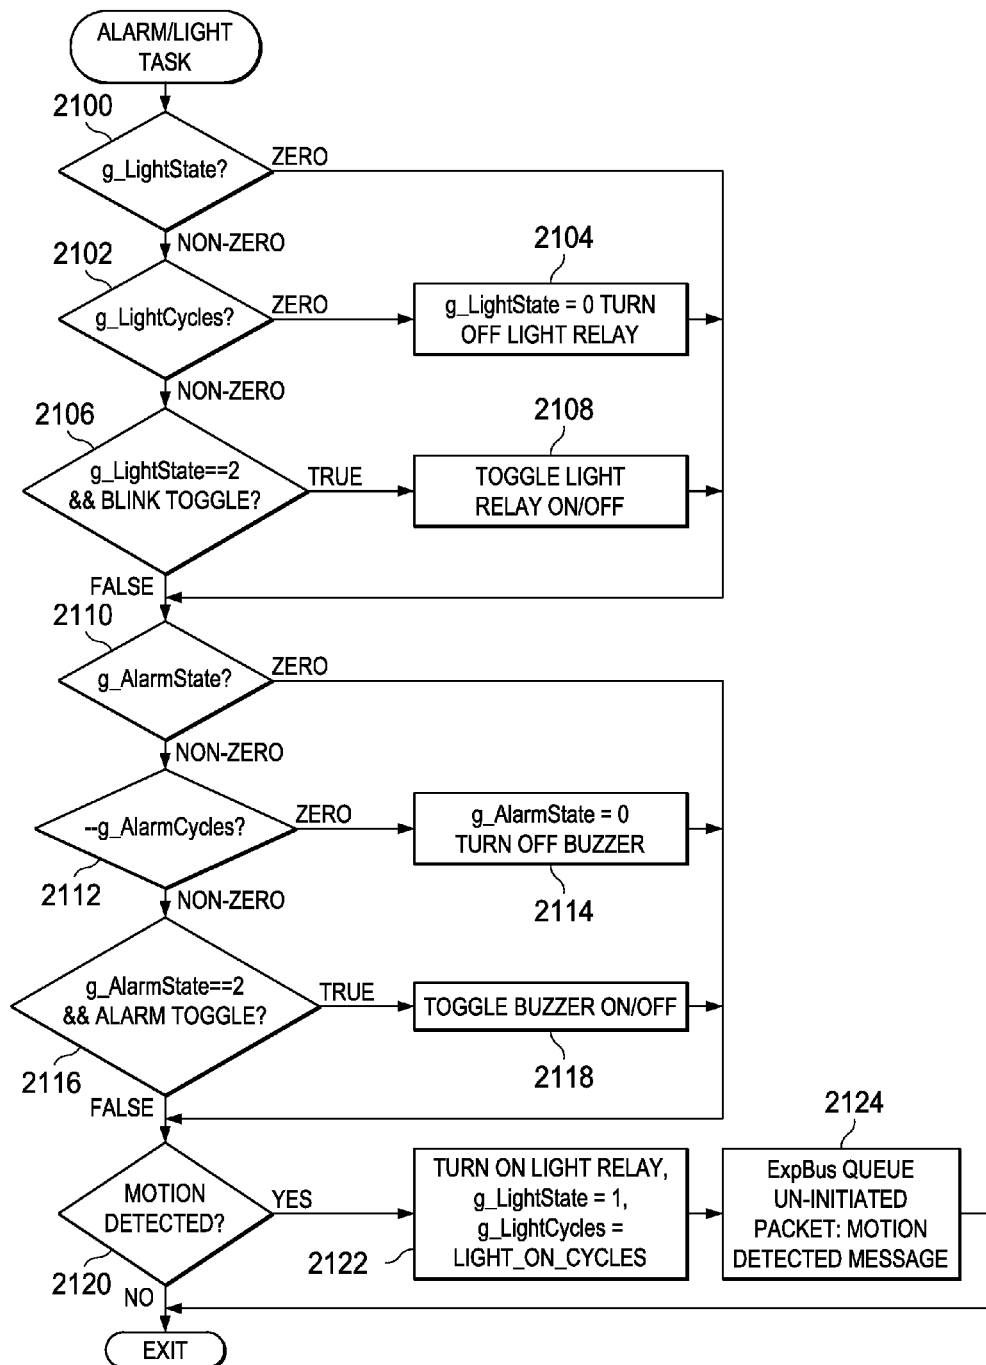 ALARM/LIGHT
TASK
2100
g_LightState?
ZERO
NON-ZERO
2102
g_LightCycles?
ZERO
2104
g_LightState = 0 TURN
OFF LIGHT RELAY
NON-ZERO
2106
g_LightState==2
&& BLINK TOGGLE?
TRUE
2108
TOGGLE LIGHT
RELAY ON/OFF
FALSE
2110
g_AlarmState?
ZERO
NON-ZERO
--g_AlarmCycles?
ZERO
2112
g_AlarmState = 0
TURN OFF BUZZER
2114
NON-ZERO
g_AlarmState==2
&& ALARM TOGGLE?
TRUE
2116
TOGGLE BUZZER ON/OFF
2118
FALSE
MOTION
DETECTED?
YES
2120
NO
TURN ON LIGHT RELAY,
g_LightState = 1,
g_LightCycles =
LIGHT_ON_CYCLES
2122
2124
ExpBus QUEUE
UN-INITIATED
PACKET: MOTION
DETECTED MESSAGE
EXIT